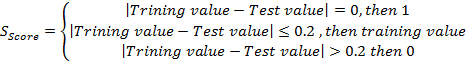 |Trining value − Test value| = 0, then 1
S_Score = { |Trining value − Test value| ≤ 0.2 , then training value
|Trining value − Test value| > 0.2 then 0